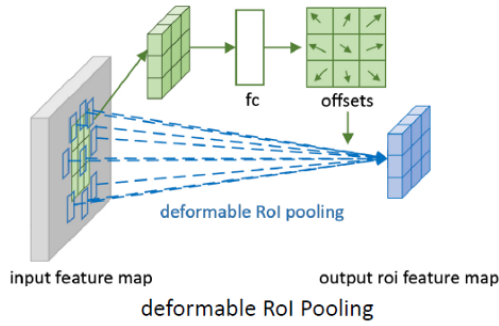 fc
offsets
deformable RoI pooling
input feature map
output roi feature map
deformable RoI Pooling